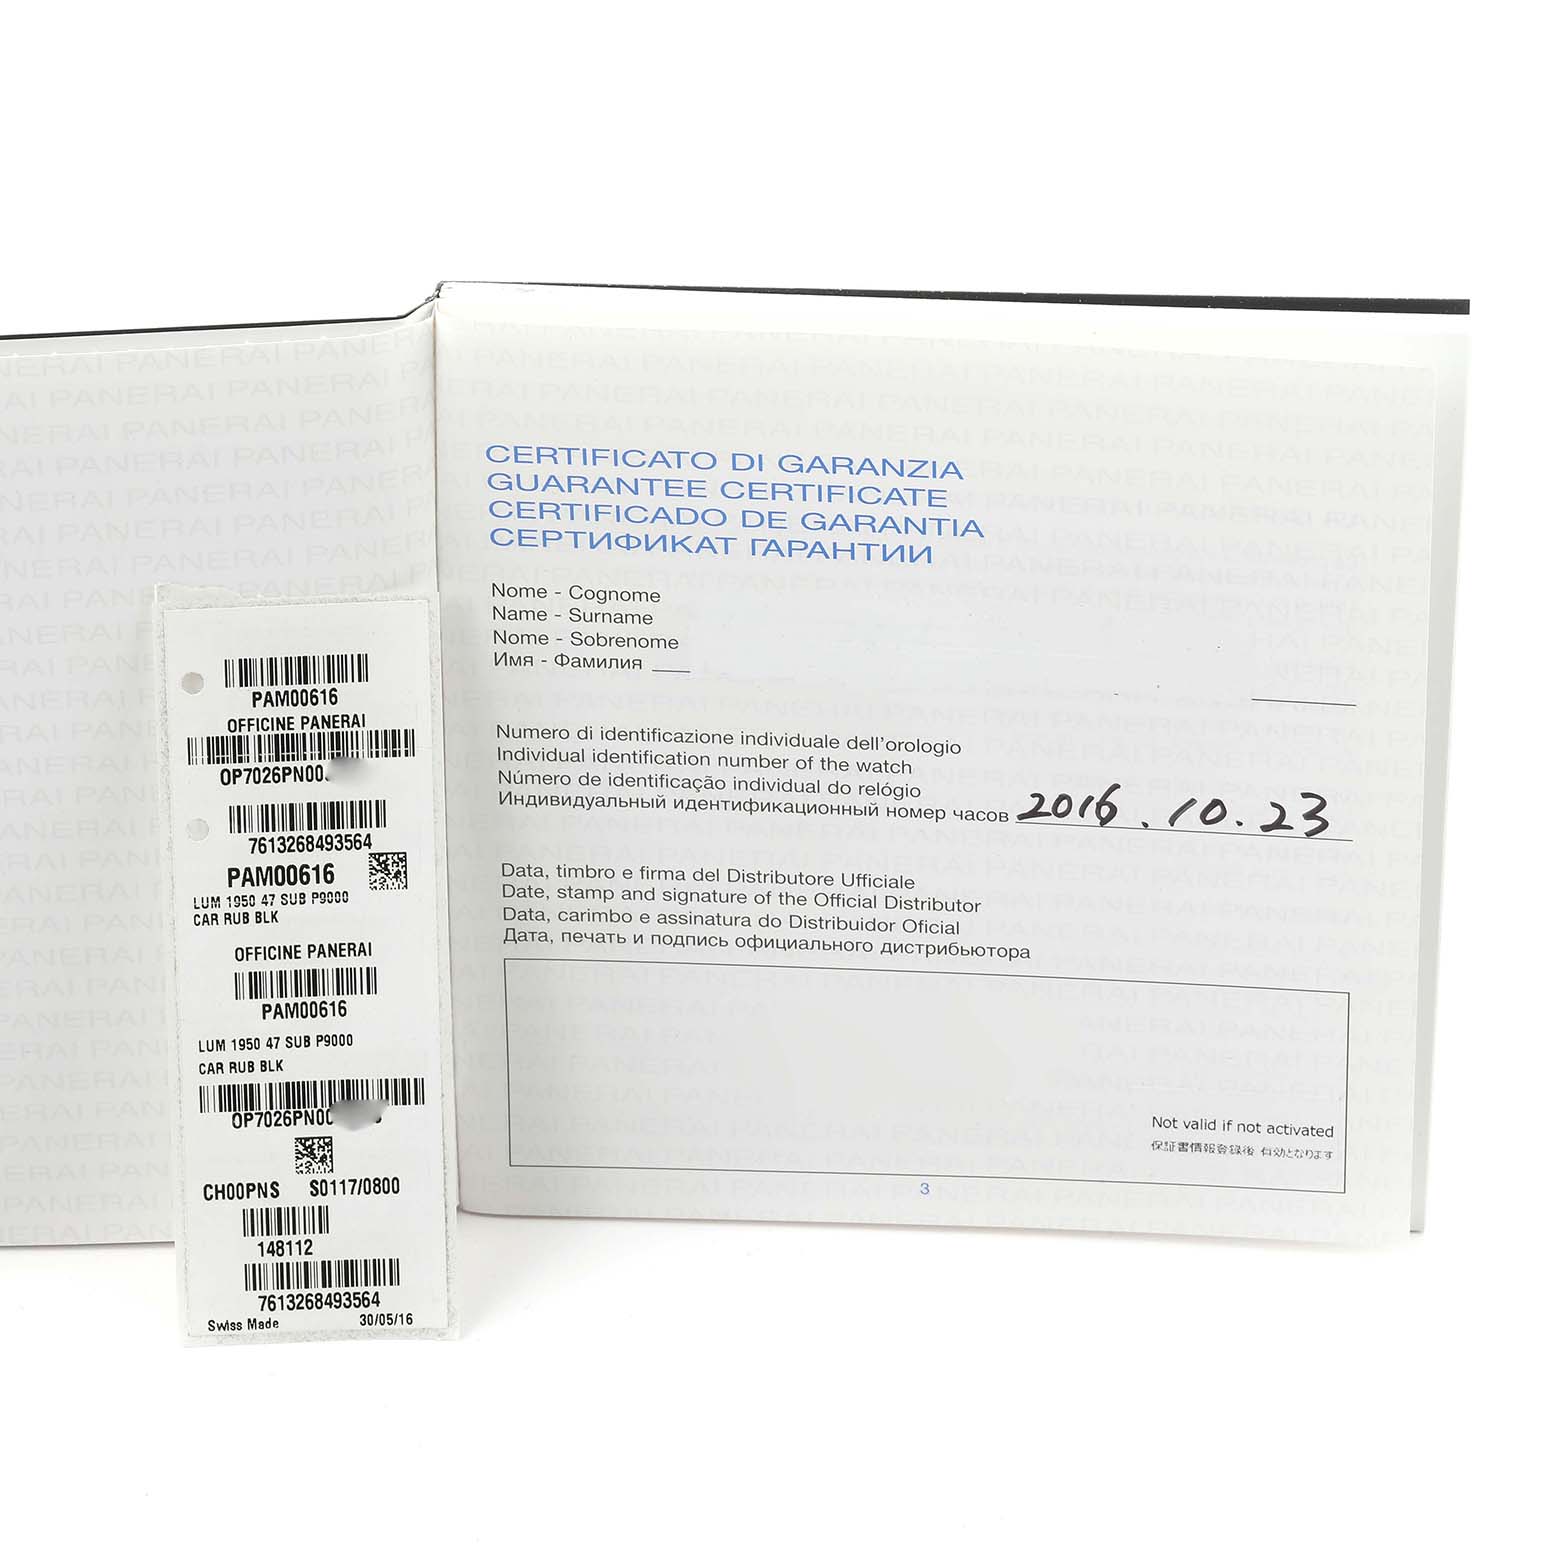 PAM00616
OFFICINE PANERAI
OP7026PN00
7613268493564
PAM00616
LUM 1950 47 SUB P9000
CAR RUB BLK
OFFICINE PANERAI
PAM00616
LUM 1950 47 SUB P9000
CAR RUB BLK
OP7026PN00
CH00PNS S0117/0800
148112
7613268493564
Swiss Made 30/05/16
CERTIFICATO DI GARANZIA
GUARANTEE CERTIFICATE
CERTIFICADO DE GARANTIA
СЕРТИФИКАТ ГАРАНТИИ
Nome - Cognome
Name - Surname
Nome - Sobrenome
Имя - Фамилия
Numero di identificazione individuale dell'orologio
Individual identification number of the watch
Número de identificação individual do relógio
Индивидуальный идентификационный номер часов 2016.10.23
Data, timbro e firma del Distributore Ufficiale
Date, stamp and signature of the Official Distributor
Data, carimbo e assinatura do Distribuidor Oficial
Дата, печать и подпись официального дистрибьютора
Not valid if not activated
保証書情報登録後 有効となります
3